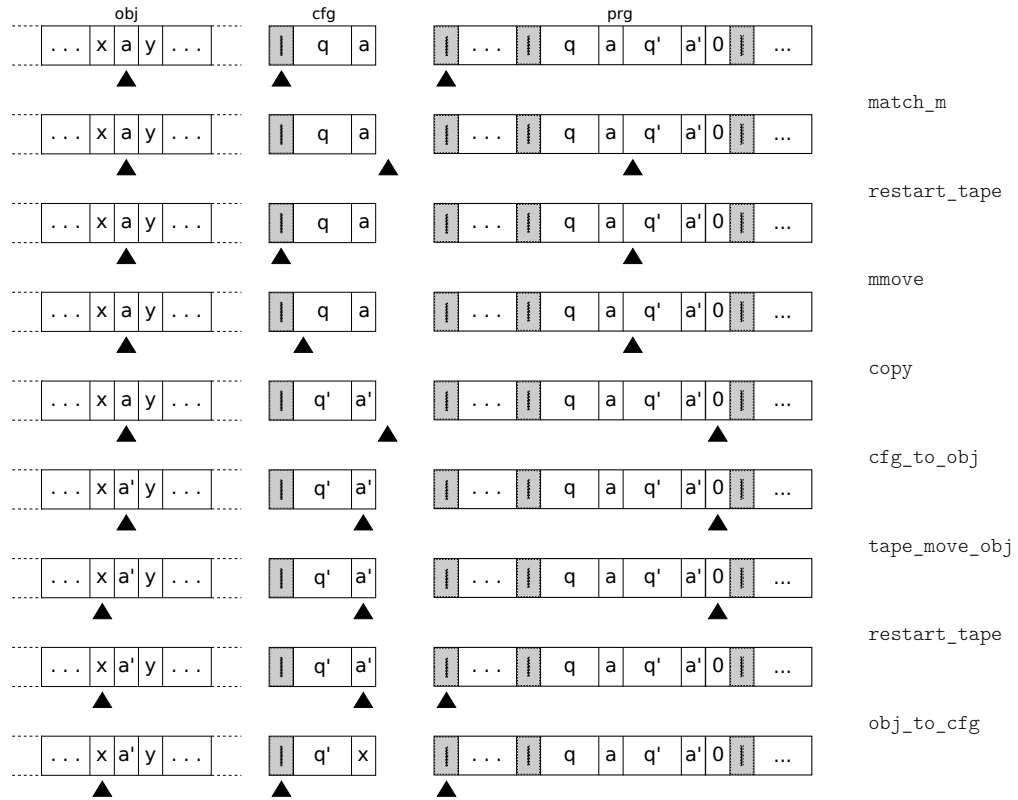 obj cfg prg
. . . x a y . . . | q a | . . . | q a q' a' 0 | ...
match_m
. . . x a y . . . | q a | . . . | q a q' a' 0 | ...
restart_tape
. . . x a y . . . | q a | . . . | q a q' a' 0 | ...
mmove
. . . x a y . . . | q a | . . . | q a q' a' 0 | ...
copy
. . . x a y . . . | q' a' | . . . | q a q' a' 0 | ...
cfg_to_obj
. . . x a' y . . . | q' a' | . . . | q a q' a' 0 | ...
tape_move_obj
. . . x a' y . . . | q' a' | . . . | q a q' a' 0 | ...
restart_tape
. . . x a' y . . . | q' a' | . . . | q a q' a' 0 | ...
obj_to_cfg
. . . x a' y . . . | q' x | . . . | q a q' a' 0 | ...